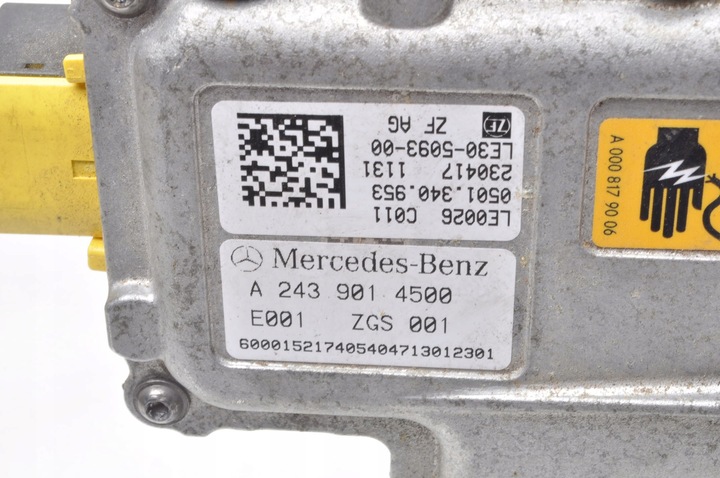 ZF
ZF AG
LE30-5093-00
230417 1131
0501.340.953
LE0026 C011
Mercedes-Benz
A 243 901 4500
E001 ZGS 001
600015217405404713012301
A 000 817 90 06